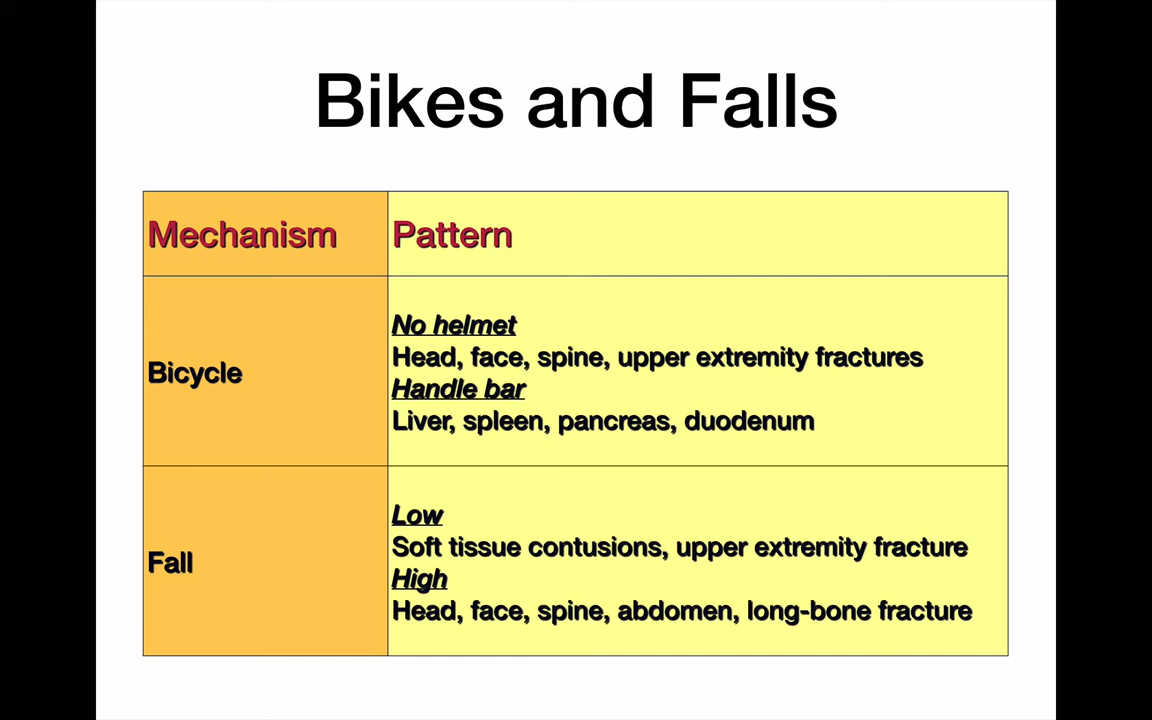 Bikes and Falls
Mechanism
Pattern
Bicycle
No helmet
Head, face, spine, upper extremity fractures
Handle bar
Liver, spleen, pancreas, duodenum
Fall
Low
Soft tissue contusions, upper extremity fracture
High
Head, face, spine, abdomen, long-bone fracture